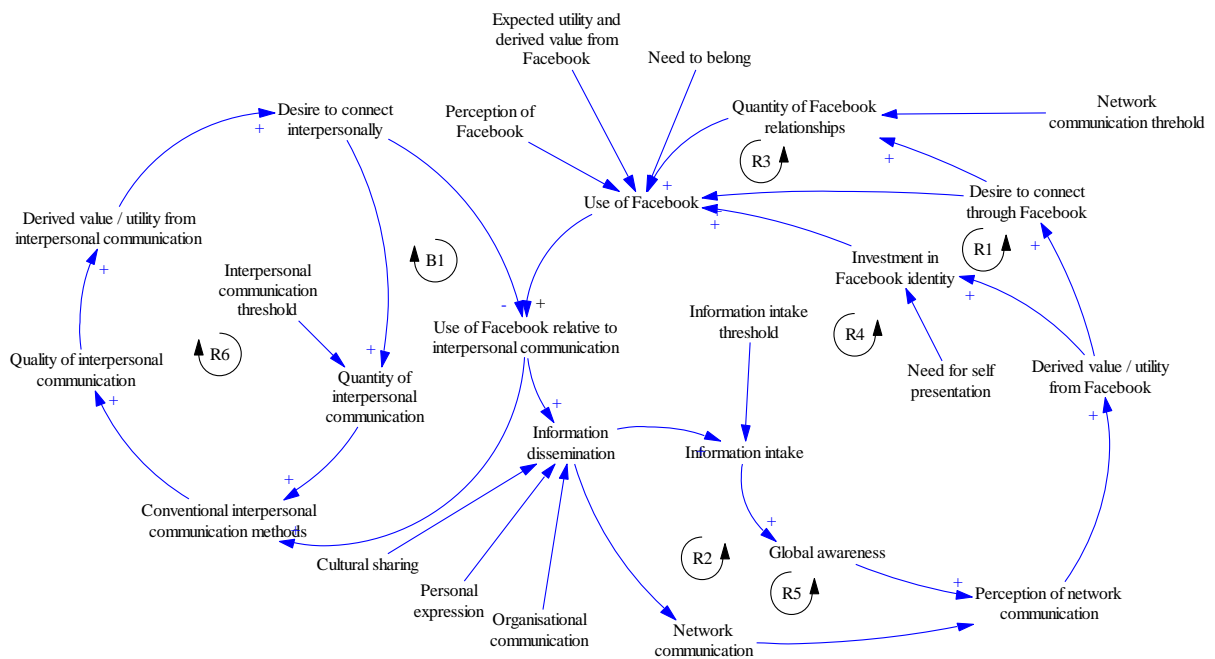 Expected utility and
derived value from
Facebook
Need to belong
Perception of
Facebook
Desire to connect
interpersonally
+
Quantity of Facebook
relationships
Network
communication threhold
R3
+
+
Use of Facebook
Desire to connect
through Facebook
+
+
Derived value / utility from
interpersonal communication
+
B1
R1
+
Investment in
Facebook identity
+
Interpersonal
communication
threshold
Information intake
threshold
-
+
Use of Facebook relative to
interpersonal communication
R4
R6
+
Quality of interpersonal
communication
+
Quantity of
interpersonal
communication
Need for self
presentation
Derived value / utility
from Facebook
+
+
Information
dissemination
+
Information intake
+
Conventional interpersonal
communication methods
+
+
Global awareness
R2
R5
Cultural sharing
Personal
expression
Organisational
communication
Network
communication
+
Perception of network
communication